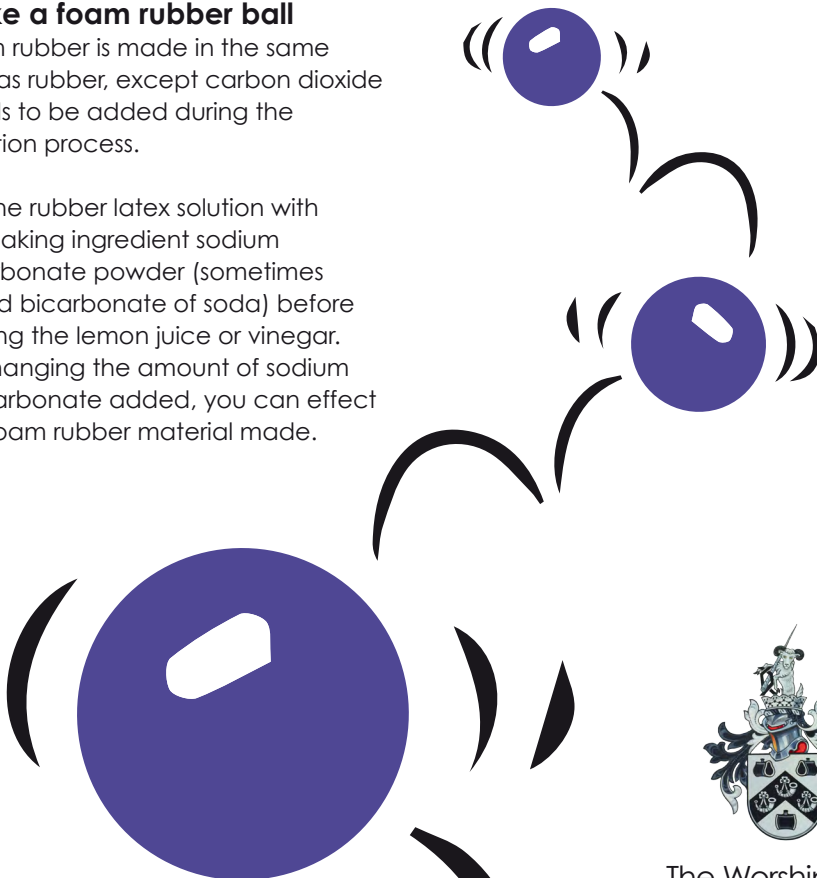 ke a foam rubber ball
n rubber is made in the same
as rubber, except carbon dioxide
ds to be added during the
tion process.
ne rubber latex solution with
aking ingredient sodium
rbonate powder (sometimes
d bicarbonate of soda) before
ng the lemon juice or vinegar.
hanging the amount of sodium
arbonate added, you can effect
oam rubber material made.
The Worship